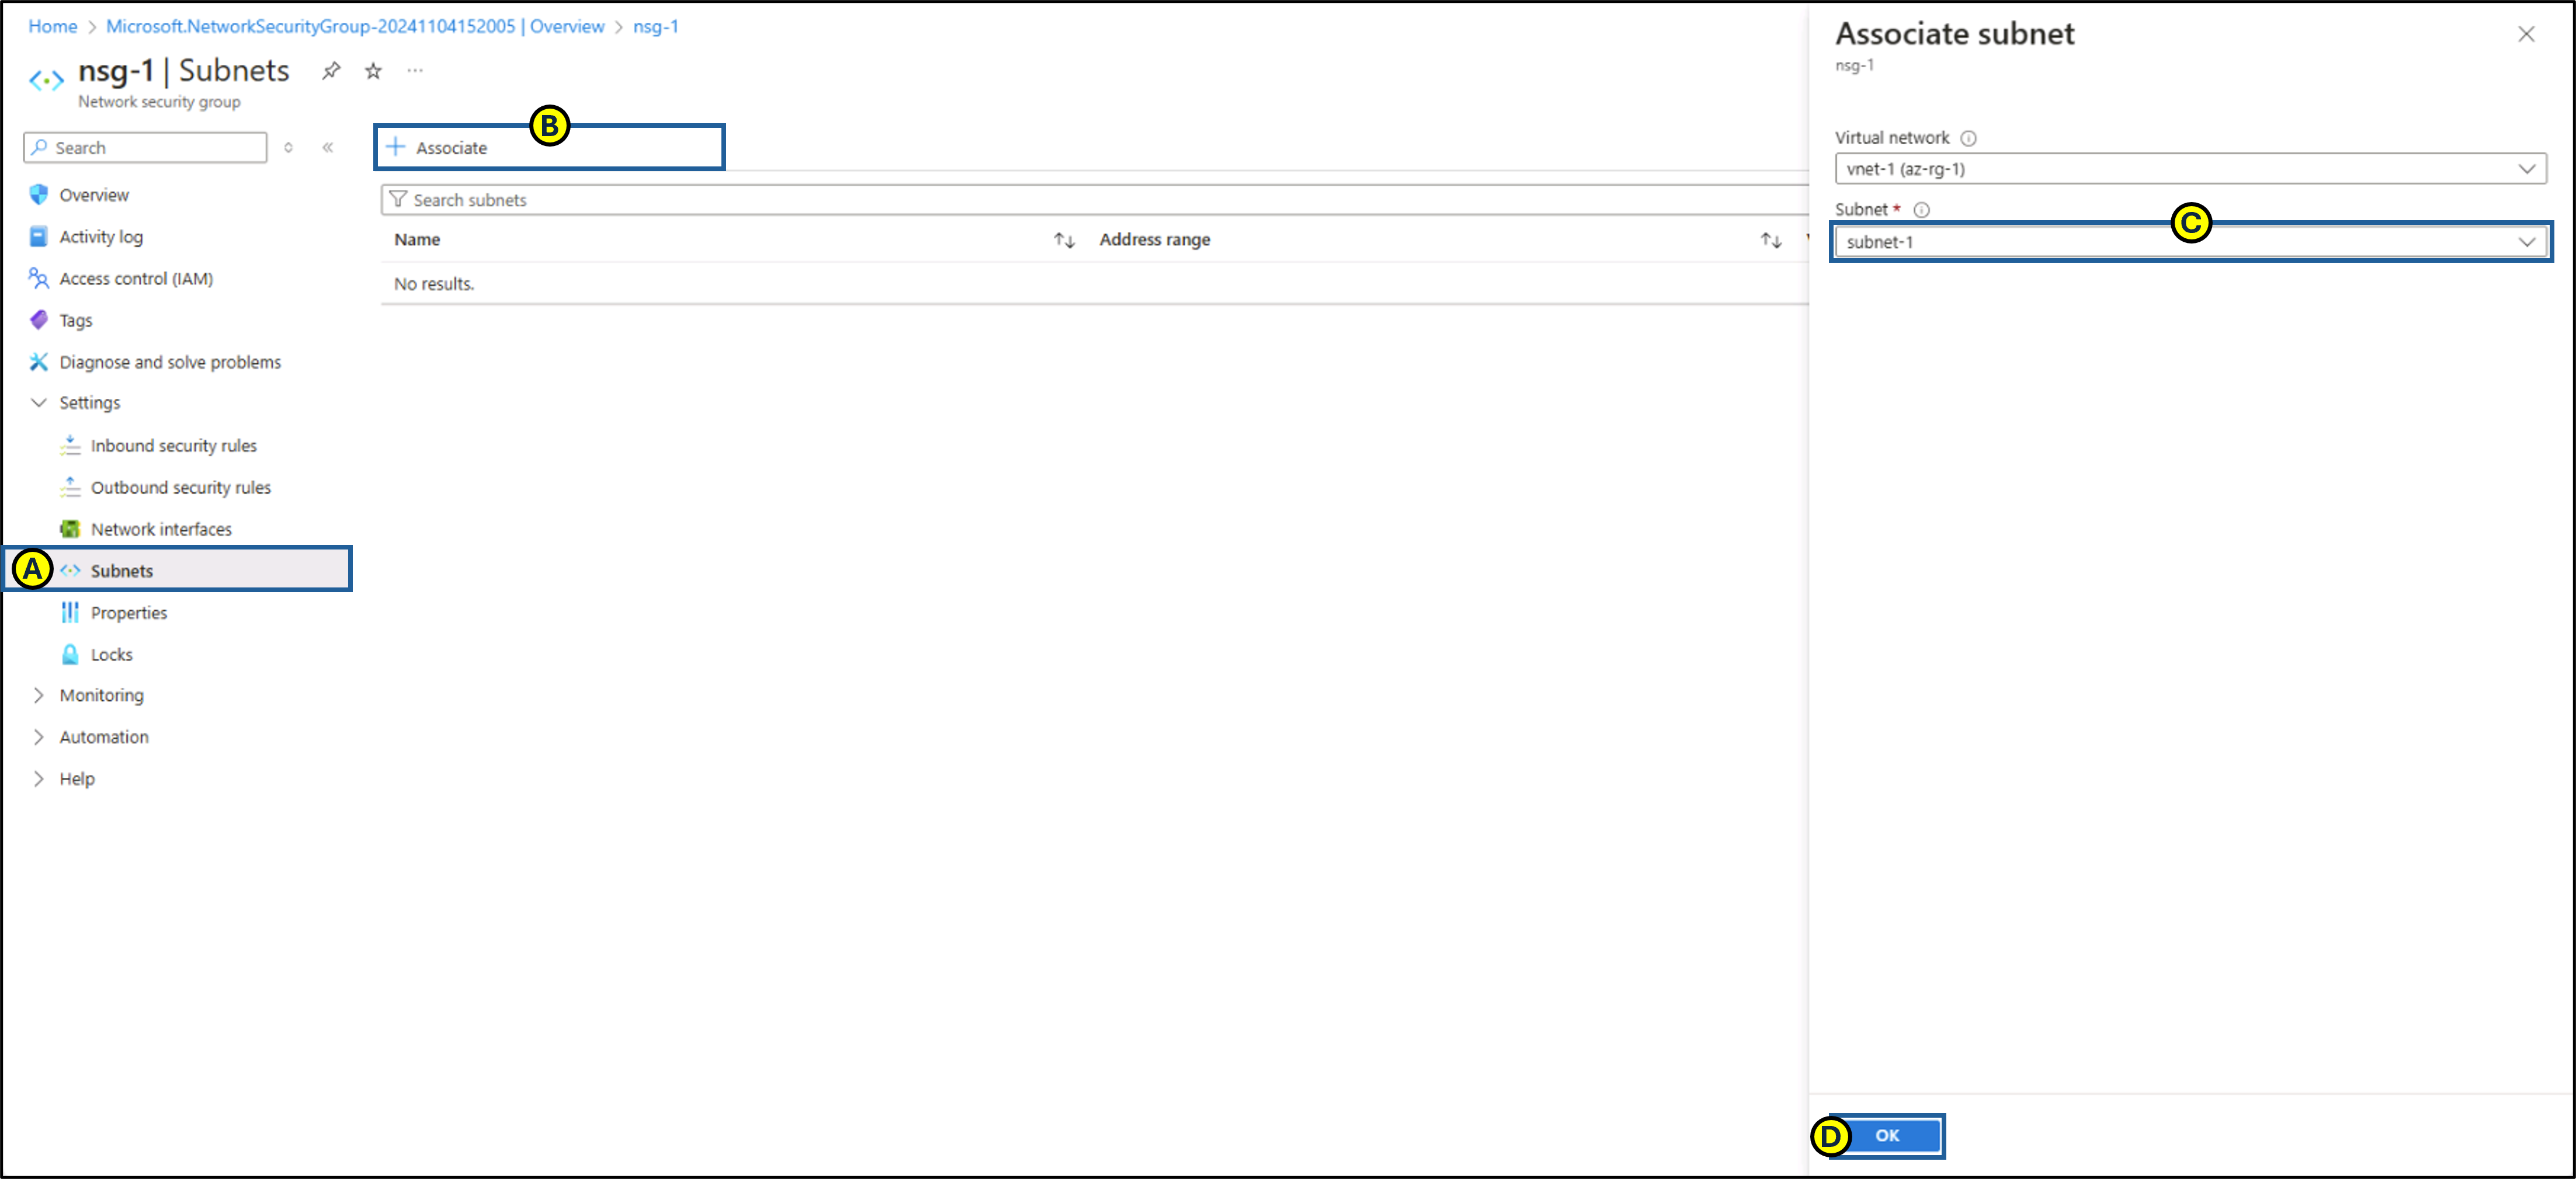 Home > Microsoft.NetworkSecurityGroup-20241104152005 | Overview > nsg-1
nsg-1 | Subnets
Network security group
Search
Overview
Activity log
Access control (IAM)
Tags
Diagnose and solve problems
Settings
Inbound security rules
Outbound security rules
Network interfaces
A Subnets
Properties
Locks
Monitoring
Automation
Help
B
+ Associate
Search subnets
Name Address range
No results.
Associate subnet
nsg-1
Virtual network
vnet-1 (az-rg-1)
Subnet *
C
subnet-1
D OK